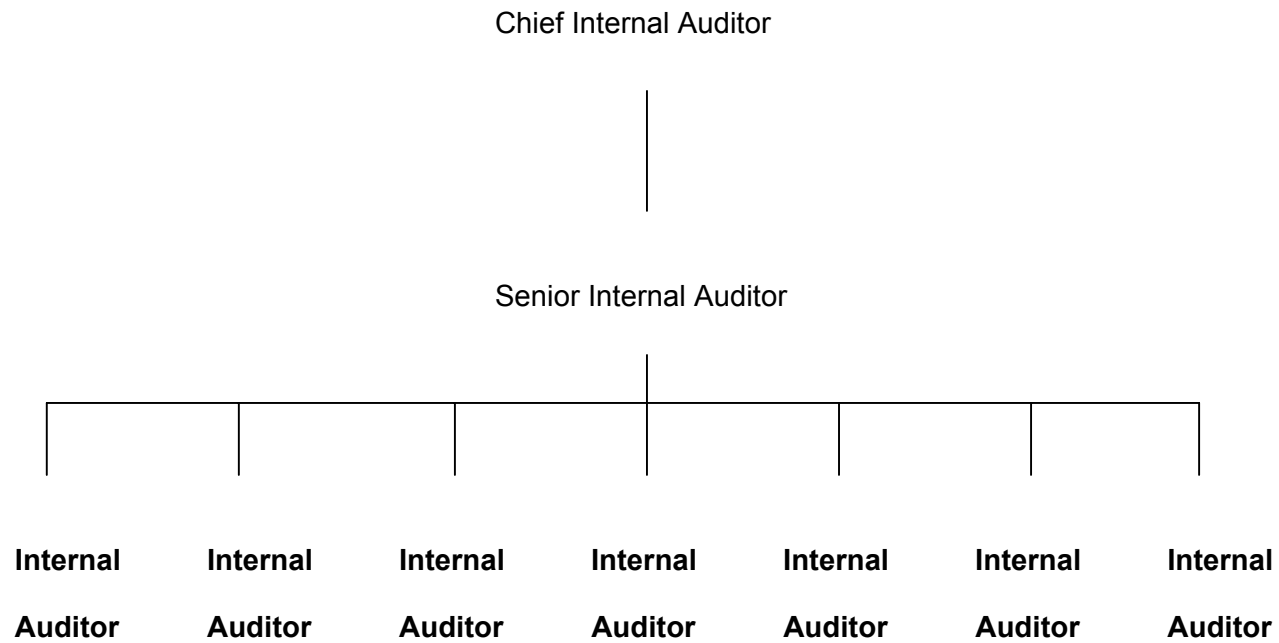 Chief Internal Auditor
Senior Internal Auditor
Internal Internal Internal Internal Internal Internal Internal
Auditor Auditor Auditor Auditor Auditor Auditor Auditor